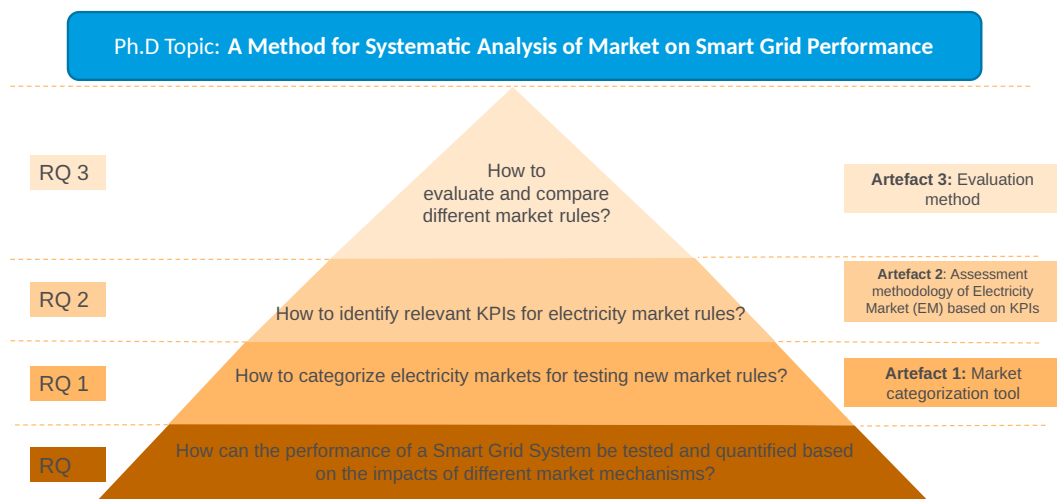 Ph.D Topic: A Method for Systematic Analysis of Market on Smart Grid Performance
RQ 3
How to
evaluate and compare
different market rules?
Artefact 3: Evaluation
method
RQ 2
How to identify relevant KPIs for electricity market rules?
Artefact 2: Assessment
methodology of Electricity
Market (EM) based on KPIs
RQ 1
How to categorize electricity markets for testing new market rules?
Artefact 1: Market
categorization tool
RQ
How can the performance of a Smart Grid System be tested and quantified based
on the impacts of different market mechanisms?